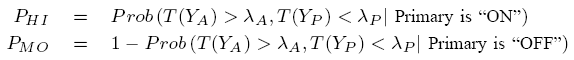 P_{HI} = Prob (T(Y_A) > λ_A, T(Y_P) < λ_P| Primary is “ON”)
P_{MO} = 1 − Prob (T(Y_A) > λ_A, T(Y_P) < λ_P| Primary is “OFF”)